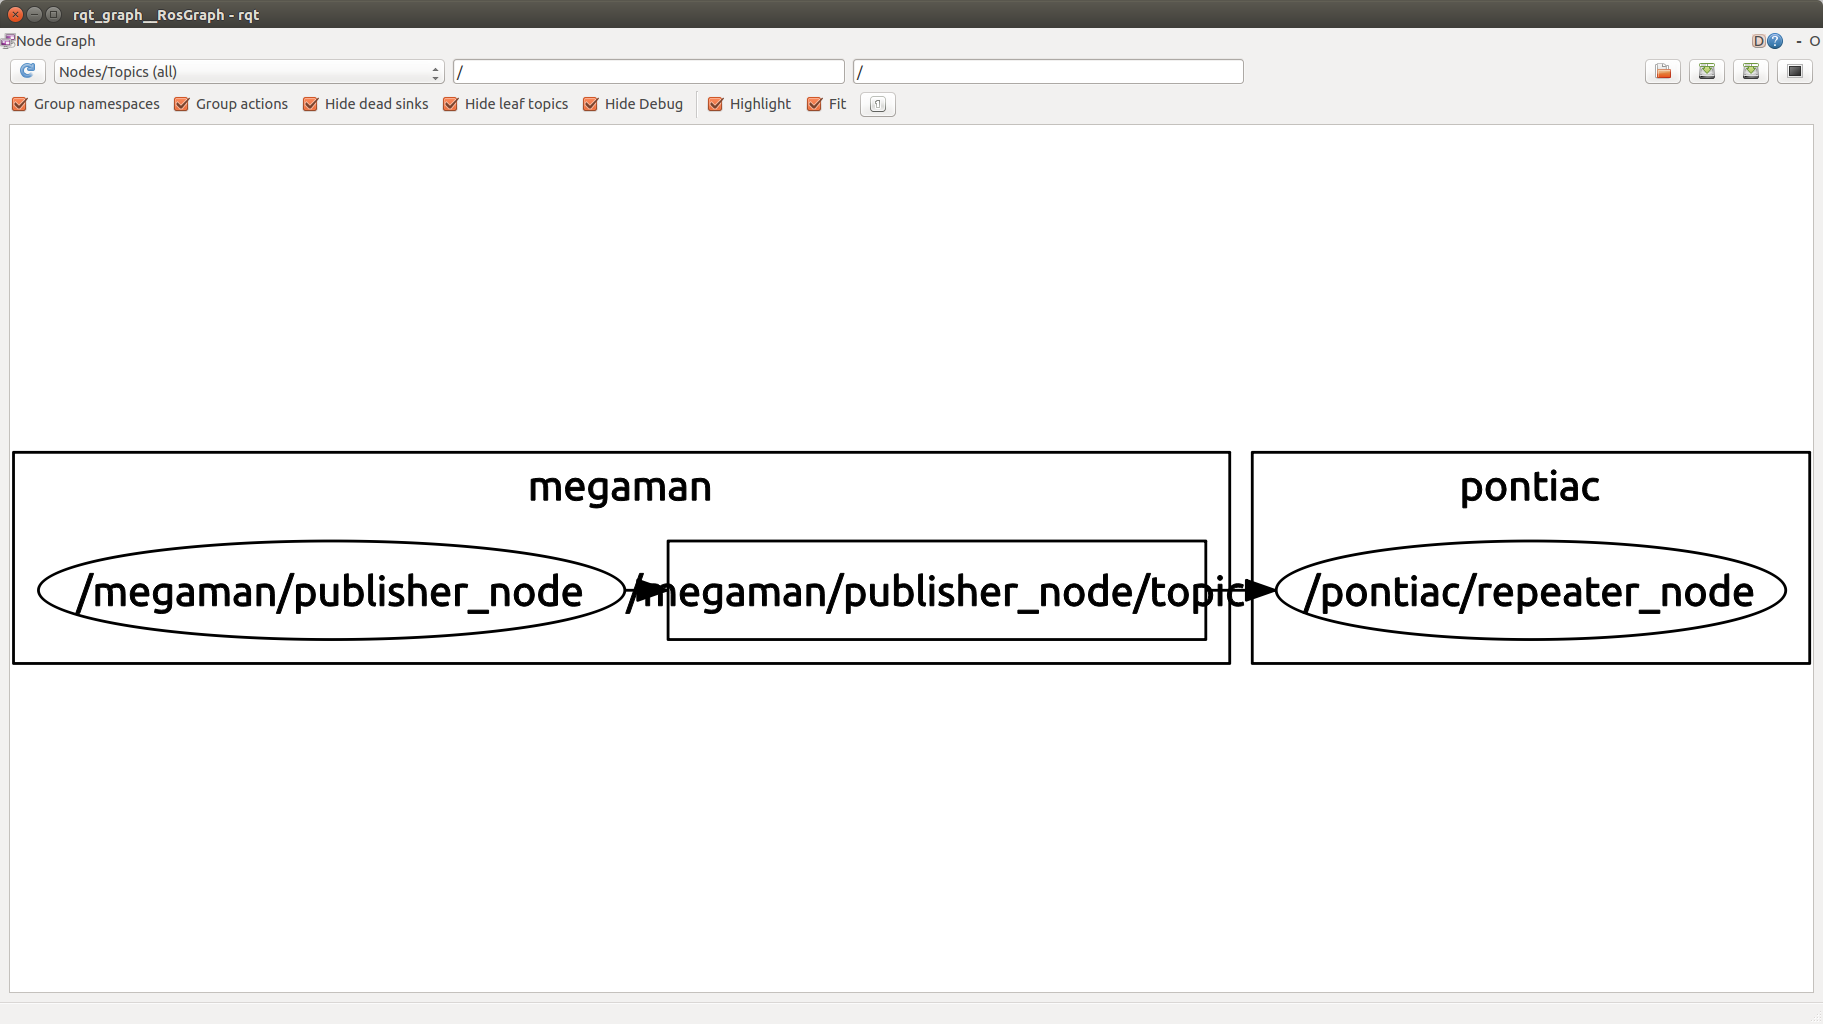 rqt_graph__RosGraph - rqt
Node Graph D ? - O
Nodes/Topics (all) / /
Group namespaces Group actions Hide dead sinks Hide leaf topics Hide Debug Highlight Fit
megaman pontiac
/megaman/publisher_node /megaman/publisher_node/topic /pontiac/repeater_node